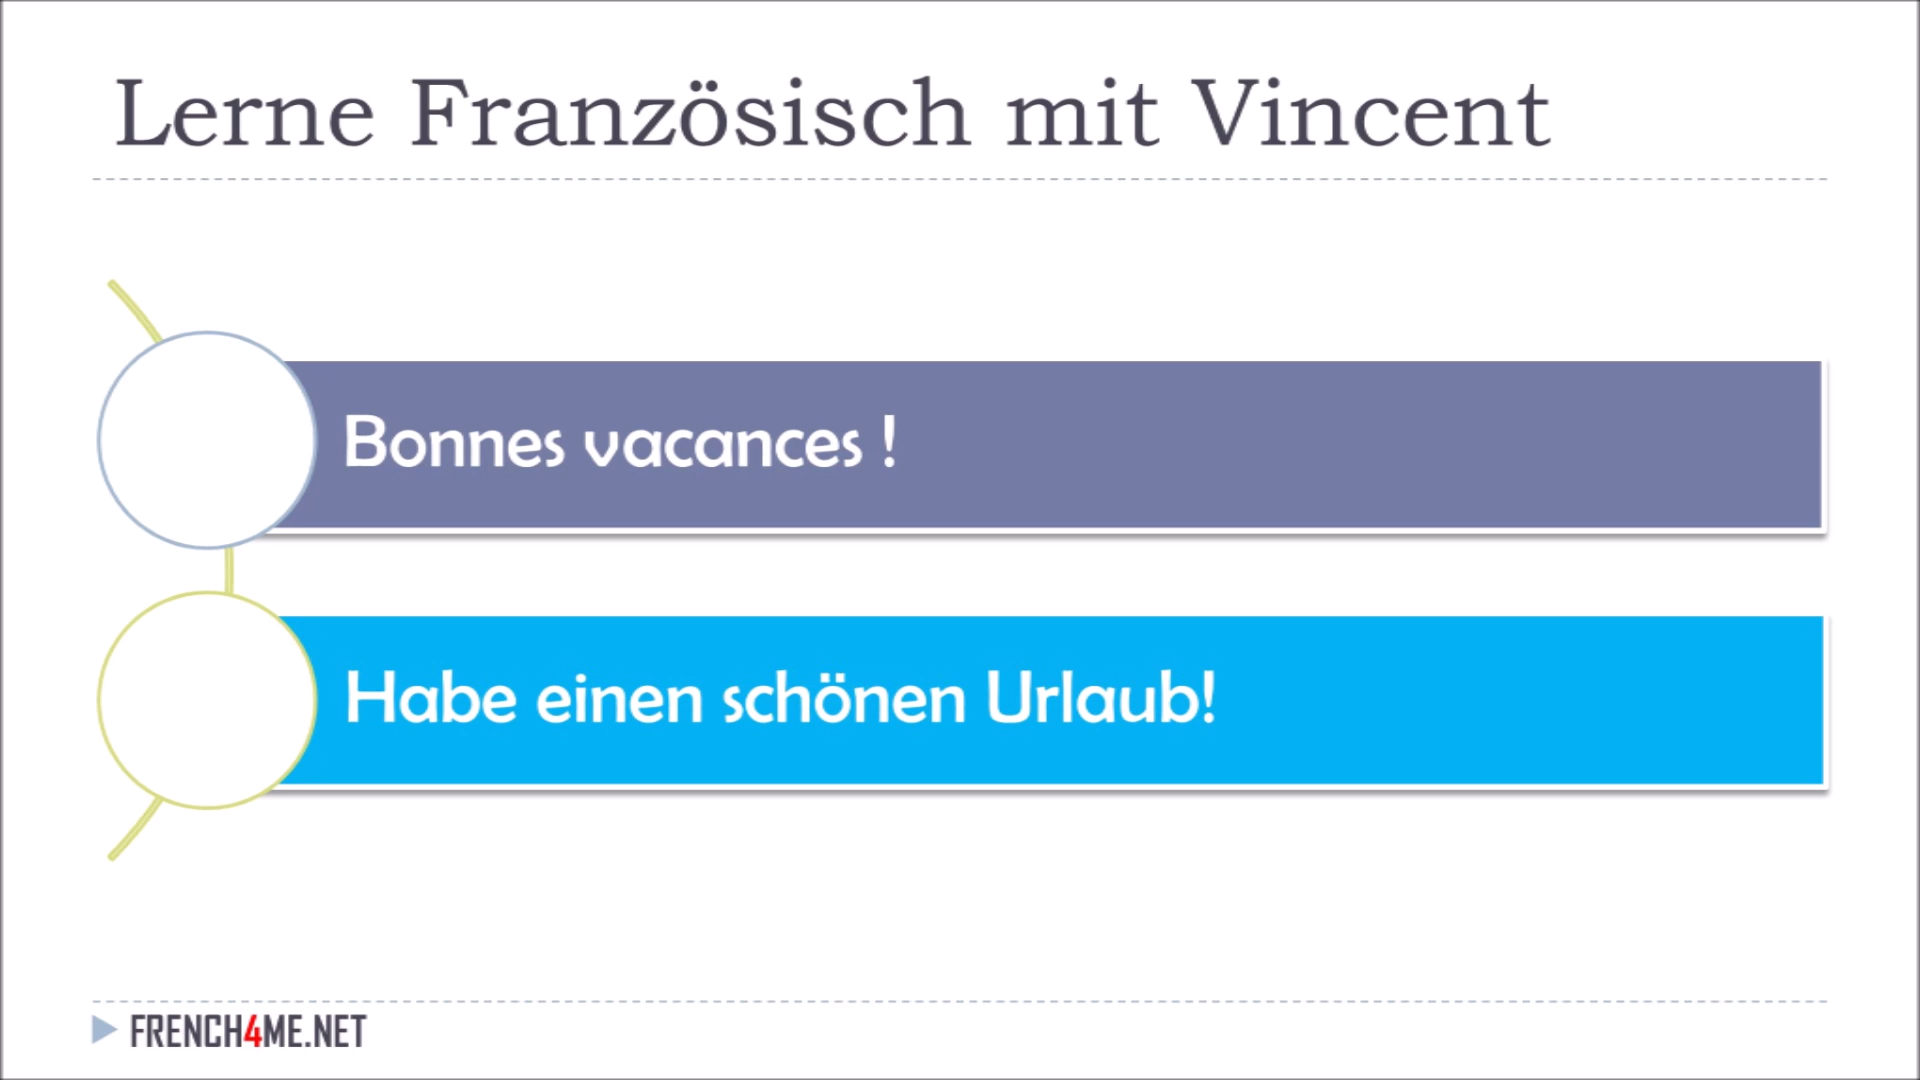 Lerne Französisch mit Vincent
Bonnes vacances !
Habe einen schönen Urlaub!
FRENCH4ME.NET